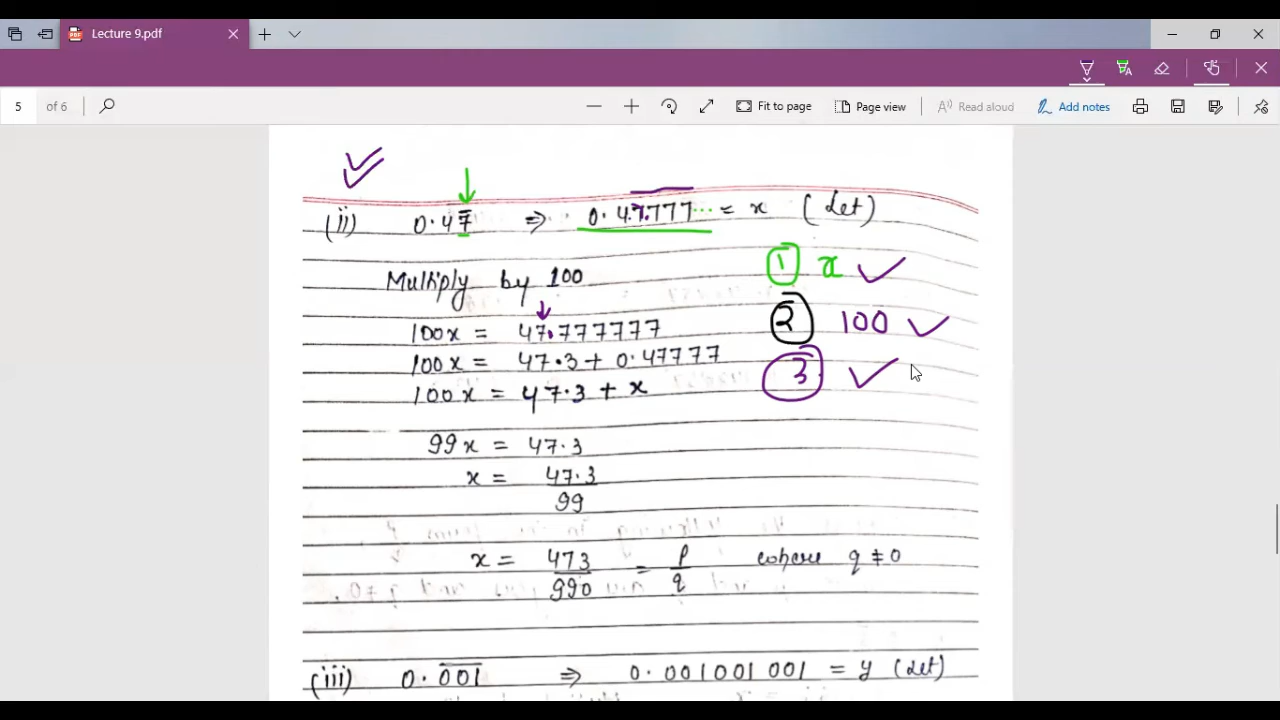 Lecture 9.pdf
5 of 6
Fit to page
Page view
Read aloud
Add notes
(ii) 0.47̅ ⇒ 0.47777... = x (Let)
① x ✓
Multiply by 100
② 100 ✓
100x = 47.777777
100x = 47.3 + 0.47777
③ ✓
100x = 47.3 + x
99x = 47.3
x = 47.3
99
x = 473/990 = p/q where q ≠ 0
(iii) 0.0̅0̅1̅ ⇒ 0.001001001 = y (Let)